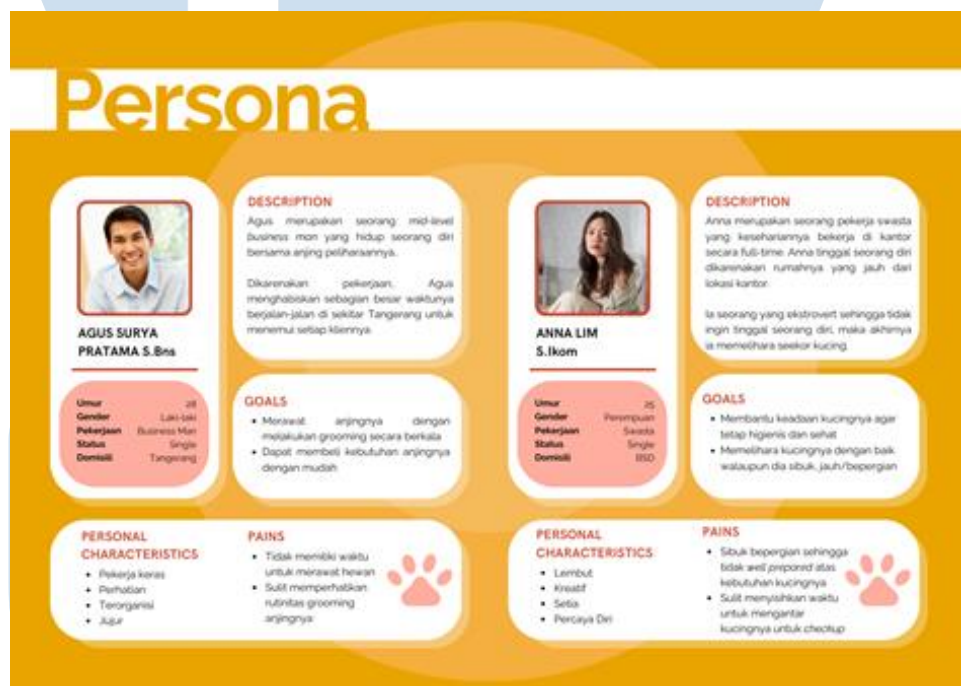 Persona
AGUS SURYA
PRATAMA S.Bns
Umur 28
Gender Laki-laki
Pekerjaan Business Man
Status Single
Domisili Tangerang
DESCRIPTION
Agus merupakan seorang mid-level
business man yang hidup seorang diri
bersama anjing peliharaannya.
Dikarenakan pekerjaan, Agus
menghabiskan sebagian besar waktunya
berjalan-jalan di sekitar Tangerang untuk
menemui setiap kliennya.
GOALS
• Merawat anjingnya dengan
melakukan grooming secara berkala
• Dapat membeli kebutuhan anjingnya
dengan mudah
PERSONAL
CHARACTERISTICS
• Pekerja keras
• Perhatian
• Terorganisi
• Jujur
PAINS
• Tidak memiliki waktu
untuk merawat hewan
• Sulit memperhatikan
rutinitas grooming
anjingnya
ANNA LIM
S.Ikom
Umur 25
Gender Perempuan
Pekerjaan Swasta
Status Single
Domisili BSD
DESCRIPTION
Anna merupakan seorang pekerja swasta
yang kesehariannya bekerja di kantor
secara full-time. Anna tinggal seorang diri
dikarenakan rumahnya yang jauh dari
lokasi kantor.
Ia seorang yang ekstrovert sehingga tidak
ingin tinggal seorang diri, maka akhirnya
ia memelihara seekor kucing.
GOALS
• Membantu keadaan kucingnya agar
tetap higienis dan sehat
• Memelihara kucingnya dengan baik
walaupun dia sibuk, jauh/bepergian
PERSONAL
CHARACTERISTICS
• Lembut
• Kreatif
• Setia
• Percaya Diri
PAINS
• Sibuk bepergian sehingga
tidak well prepared atas
kebutuhan kucingnya
• Sulit menyisihkan waktu
untuk mengantar
kucingnya untuk checkup